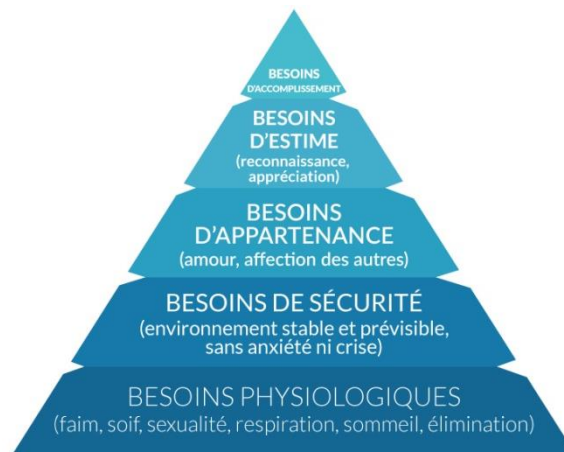 BESOINS
D'ACCOMPLISSEMENT
BESOINS
D'ESTIME
(reconnaissance,
appréciation)
BESOINS
D'APPARTENANCE
(amour, affection des autres)
BESOINS DE SÉCURITÉ
(environnement stable et prévisible,
sans anxiété ni crise)
BESOINS PHYSIOLOGIQUES
(faim, soif, sexualité, respiration, sommeil, élimination)